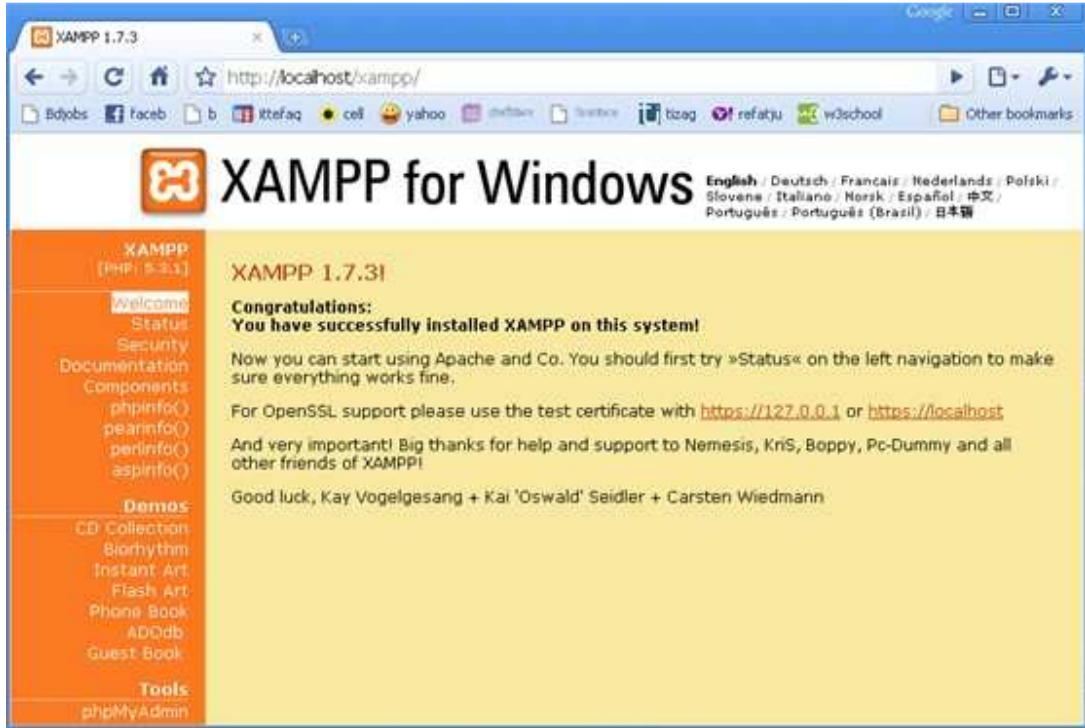 Google
XAMPP 1.7.3
http://localhost/xampp/
Bdjobs faceb b ittefaq cell yahoo tizag refatju w3school Other bookmarks
XAMPP for Windows
English / Deutsch / Francais / Nederlands / Polski /
Slovene / Italiano / Norsk / Español / 中文 /
Português / Português (Brasil) / 日本語
XAMPP
[PHP: 5.3.1]
Welcome
Status
Security
Documentation
Components
phpinfo()
pearinfo()
perlinfo()
aspinfo()
Demos
CD Collection
Biorhythm
Instant Art
Flash Art
Phone Book
ADOdb
Guest Book
Tools
phpMyAdmin
XAMPP 1.7.3!
Congratulations:
You have successfully installed XAMPP on this system!
Now you can start using Apache and Co. You should first try »Status« on the left navigation to make
sure everything works fine.
For OpenSSL support please use the test certificate with https://127.0.0.1 or https://localhost
And very important! Big thanks for help and support to Nemesis, KriS, Boppy, Pc-Dummy and all
other friends of XAMPP!
Good luck, Kay Vogelgesang + Kai 'Oswald' Seidler + Carsten Wiedmann